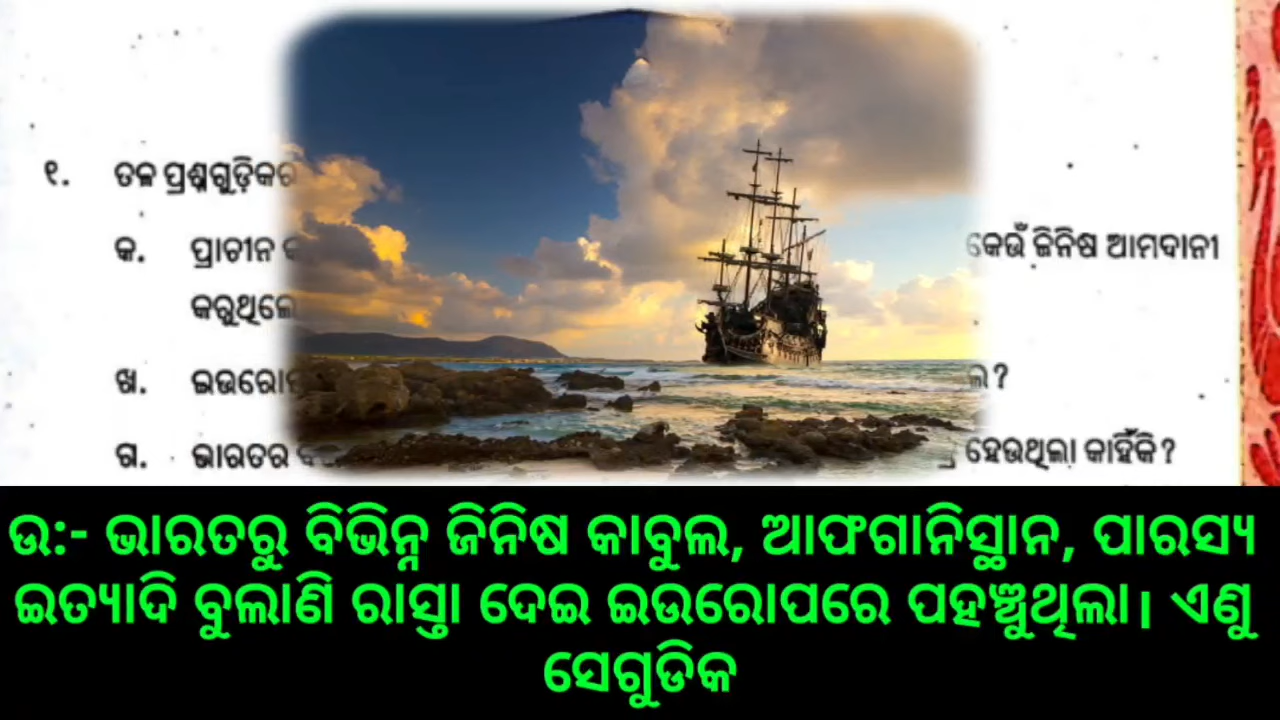 ୧. ତଳ ପ୍ରଶ୍ନଗୁଡ଼ିକର
କ. ପ୍ରାଚୀନ କେଉଁ ଜିନିଷ ଆମଦାନୀ
କରୁଥିଲେ
ଖ. ଇଉରୋପ ?
ଗ. ଭାରତର ହେଉଥିଲା କାହିଁକି ?
ଉ:- ଭାରତରୁ ବିଭିନ୍ନ ଜିନିଷ କାବୁଲ, ଆଫଗାନିସ୍ଥାନ, ପାରସ୍ୟ
ଇତ୍ୟାଦି ବୁଲାଣି ରାସ୍ତା ଦେଇ ଇଉରୋପରେ ପହଞ୍ଚୁଥିଲା| ଏଣୁ
ସେଗୁଡିକ